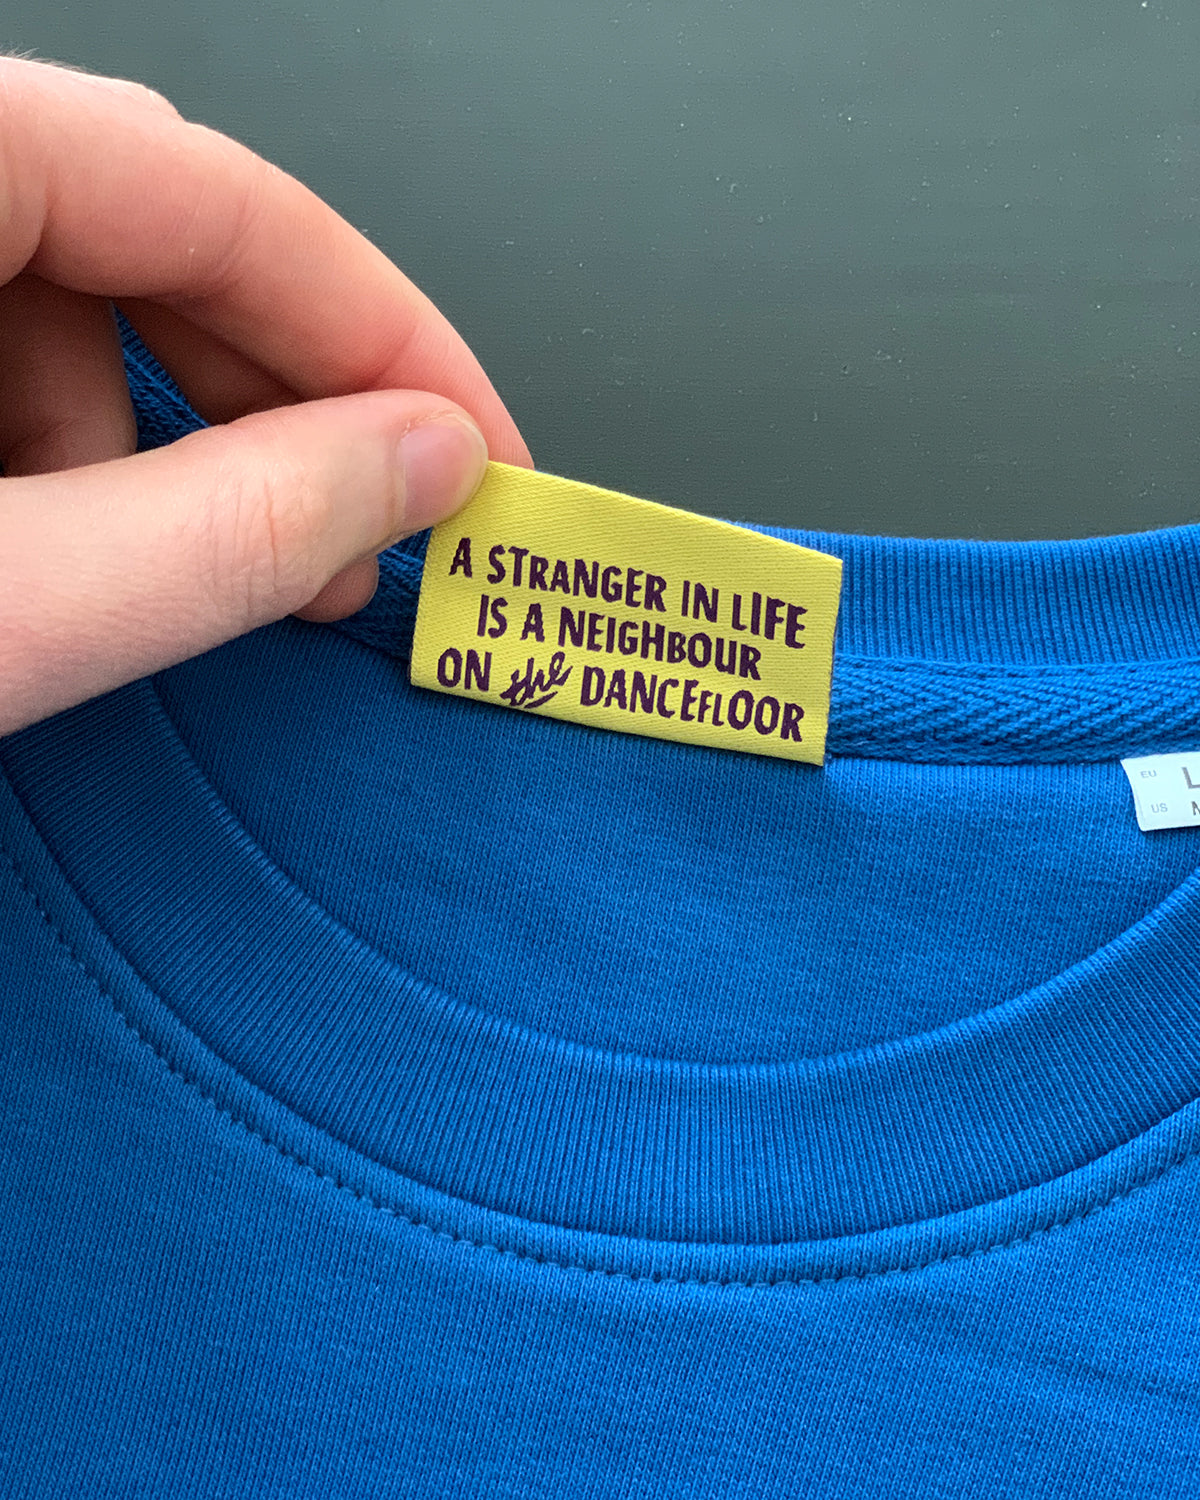 A STRANGER IN LIFE
IS A NEIGHBOUR
ON the DANCEFLOOR
EU L
US